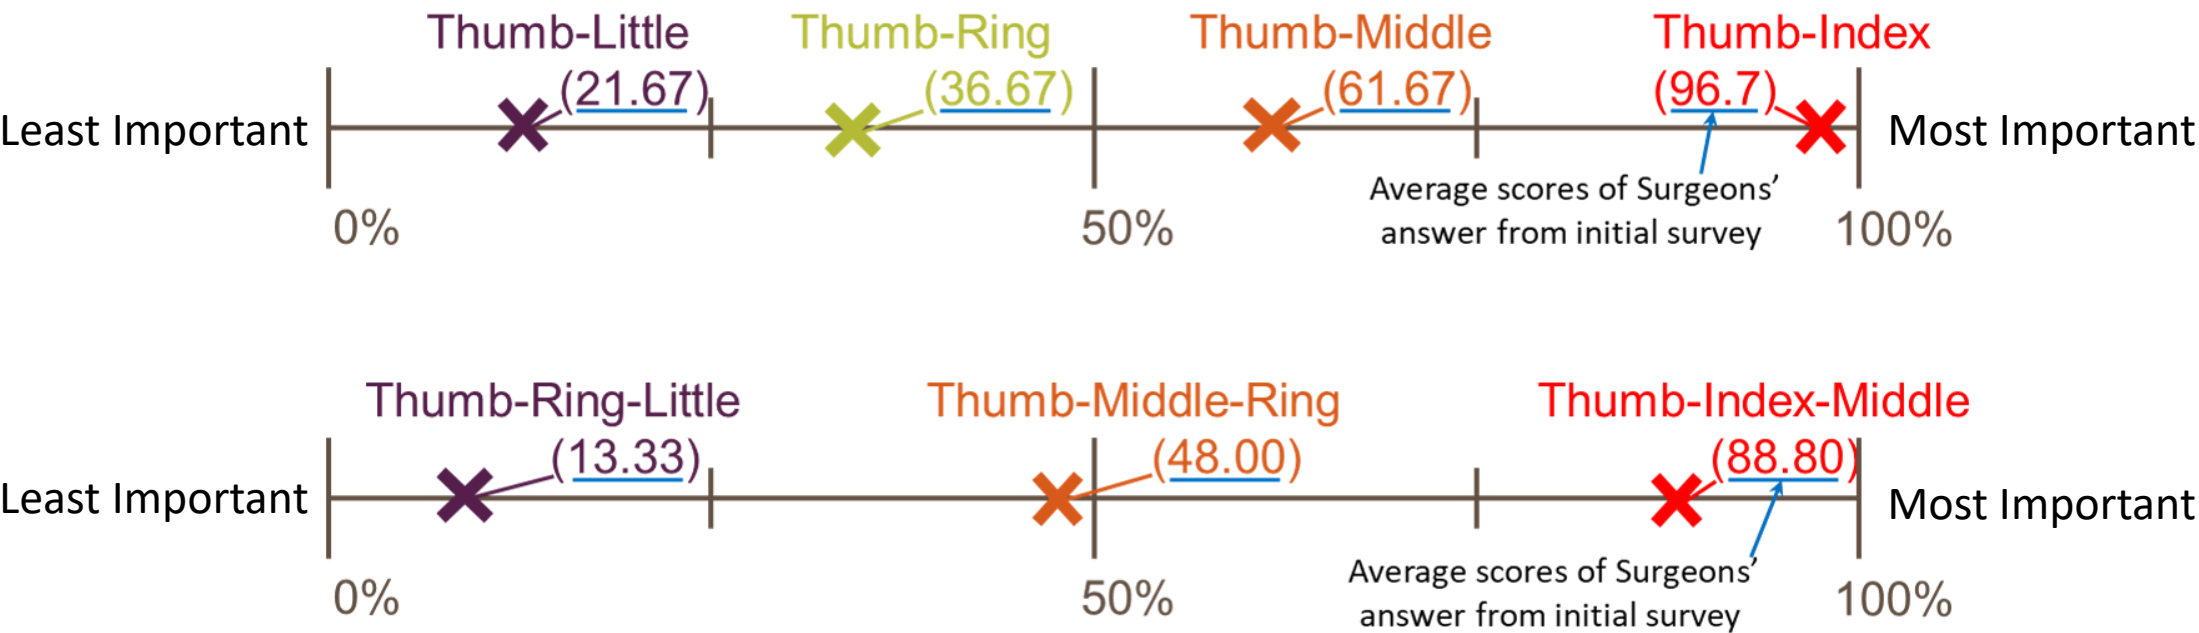 Thumb-Little Thumb-Ring Thumb-Middle Thumb-Index
(21.67) (36.67) (61.67) (96.7)
Least Important Most Important
Average scores of Surgeons’
answer from initial survey
0% 50% 100%
Thumb-Ring-Little Thumb-Middle-Ring Thumb-Index-Middle
(13.33) (48.00) (88.80)
Least Important Most Important
Average scores of Surgeons’
answer from initial survey
0% 50% 100%